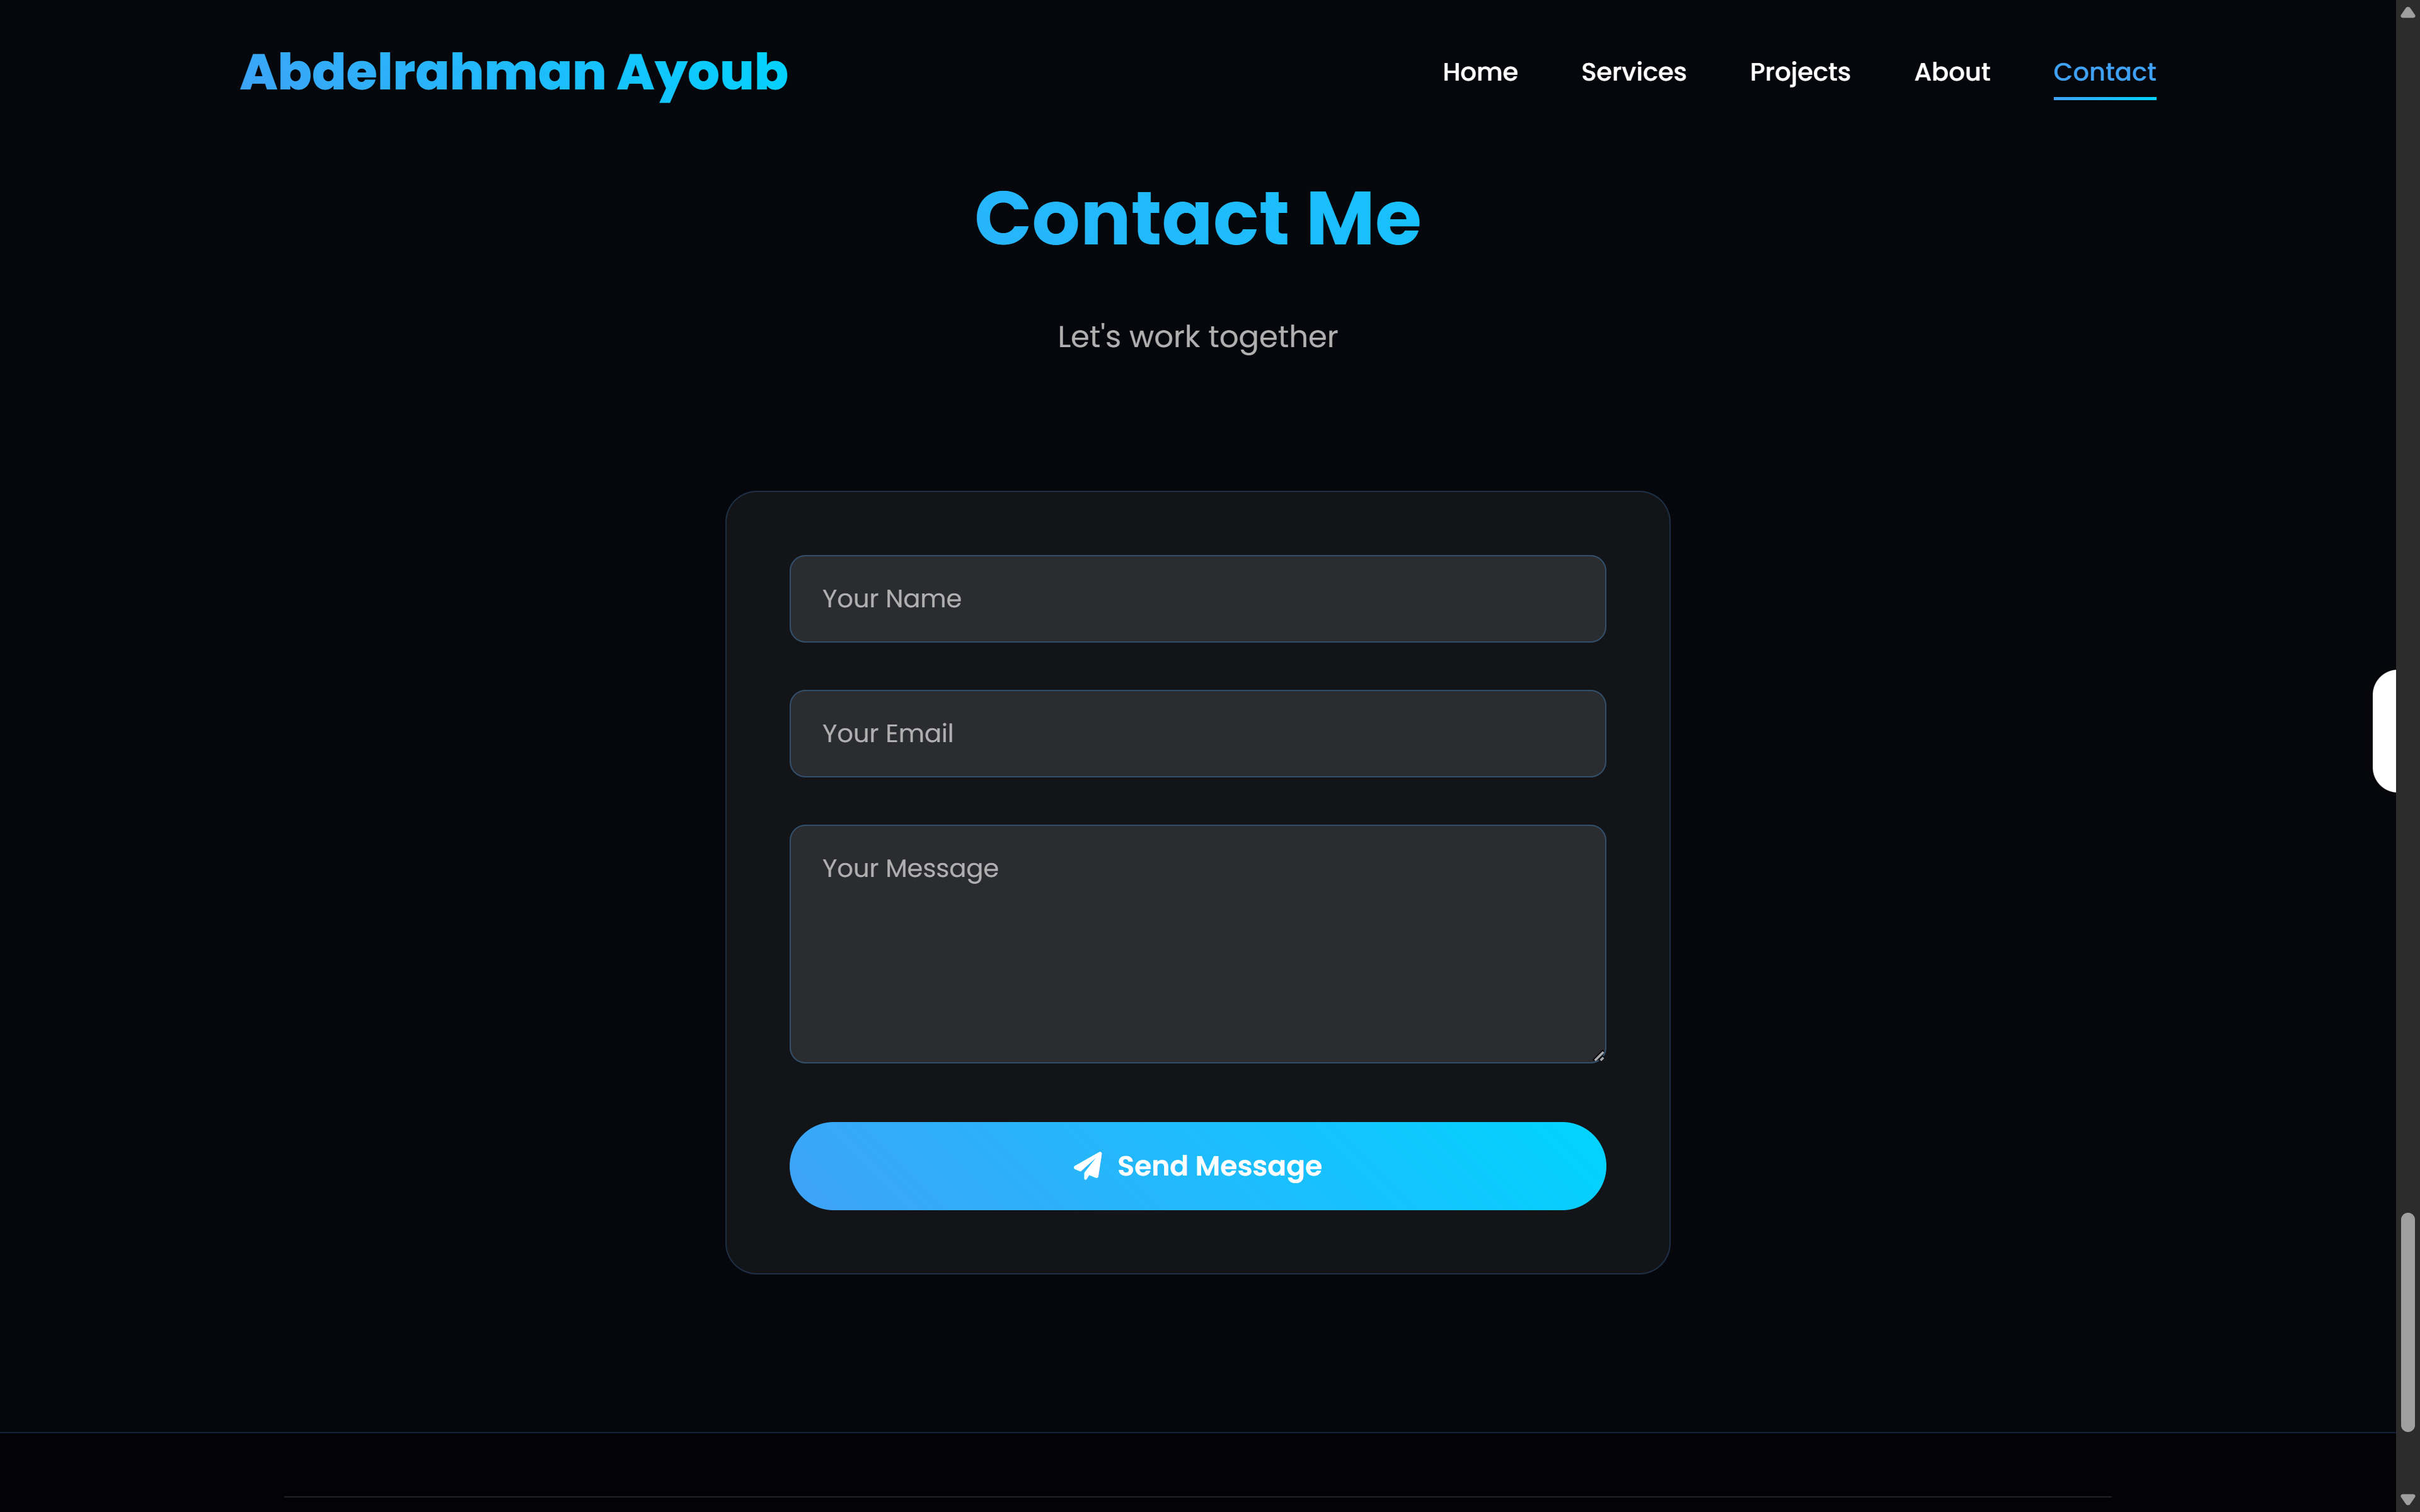 Abdelrahman Ayoub
Home
Services
Projects
About
Contact
Contact Me
Let's work together
Your Name
Your Email
Your Message
Send Message